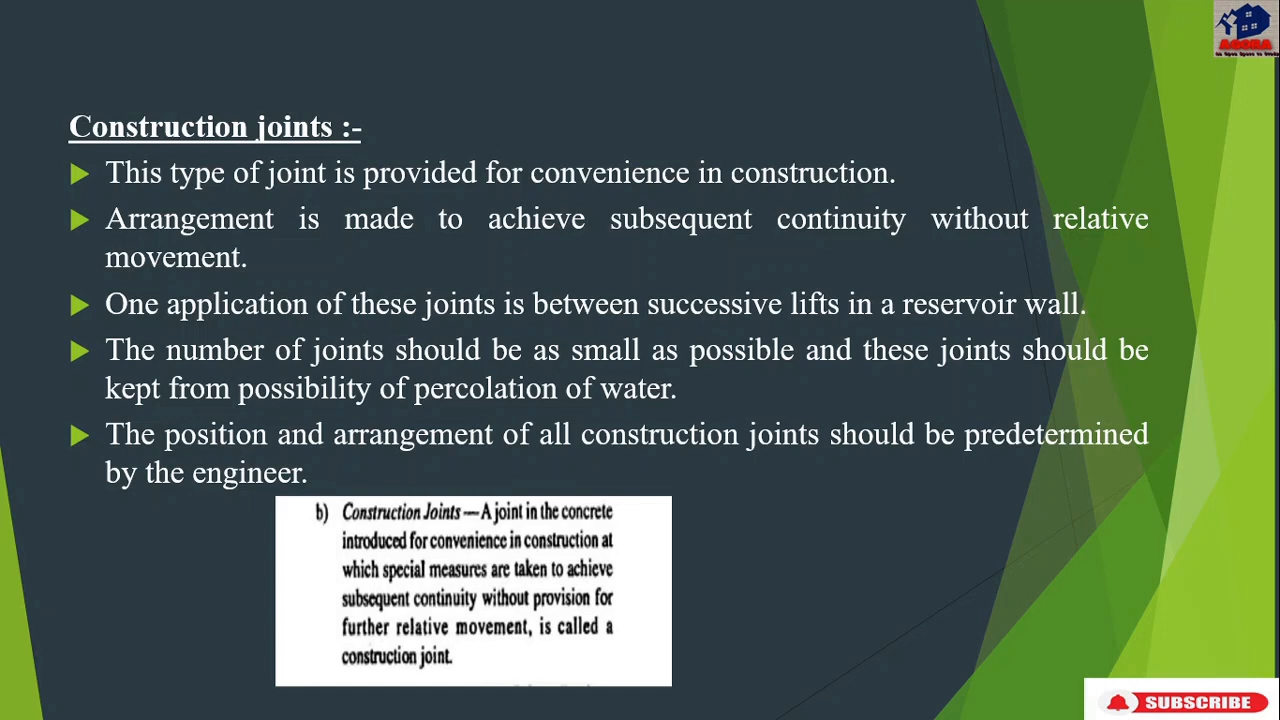 AGORA
Construction joints :-
This type of joint is provided for convenience in construction.
Arrangement is made to achieve subsequent continuity without relative
movement.
One application of these joints is between successive lifts in a reservoir wall.
The number of joints should be as small as possible and these joints should be
kept from possibility of percolation of water.
The position and arrangement of all construction joints should be predetermined
by the engineer.
b) Construction Joints — A joint in the concrete
introduced for convenience in construction at
which special measures are taken to achieve
subsequent continuity without provision for
further relative movement, is called a
construction joint.
SUBSCRIBE